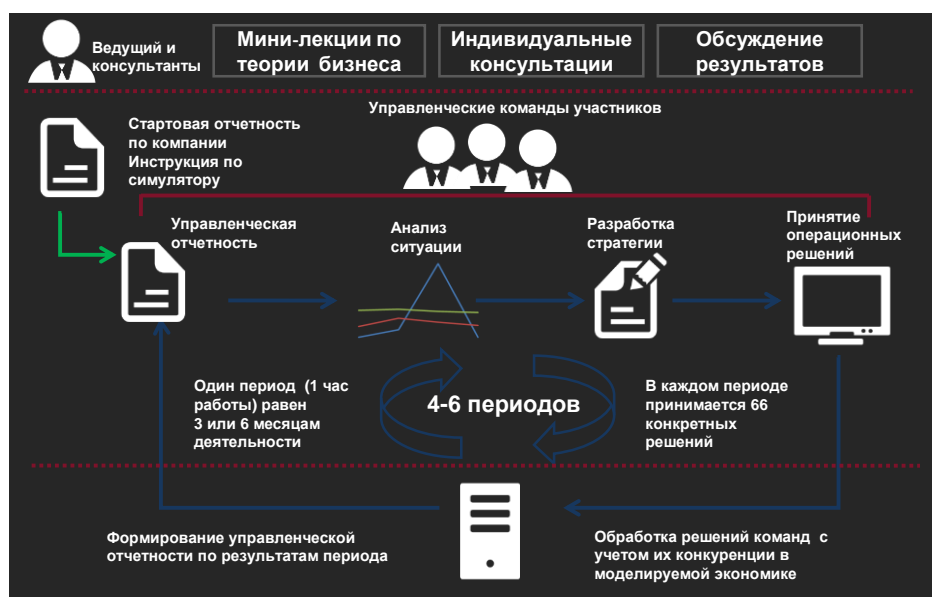 Ведущий и
консультанты
Мини-лекции по
теории бизнеса
Индивидуальные
консультации
Обсуждение
результатов
Управленческие команды участников
Стартовая отчетность
по компании
Инструкция по
симулятору
Управленческая
отчетность
Анализ
ситуации
Разработка
стратегии
Принятие
операционных
решений
Один период (1 час
работы) равен
3 или 6 месяцам
деятельности
4-6 периодов
В каждом периоде
принимается 66
конкретных
решений
Формирование управленческой
отчетности по результатам периода
Обработка решений команд с
учетом их конкуренции в
моделируемой экономике